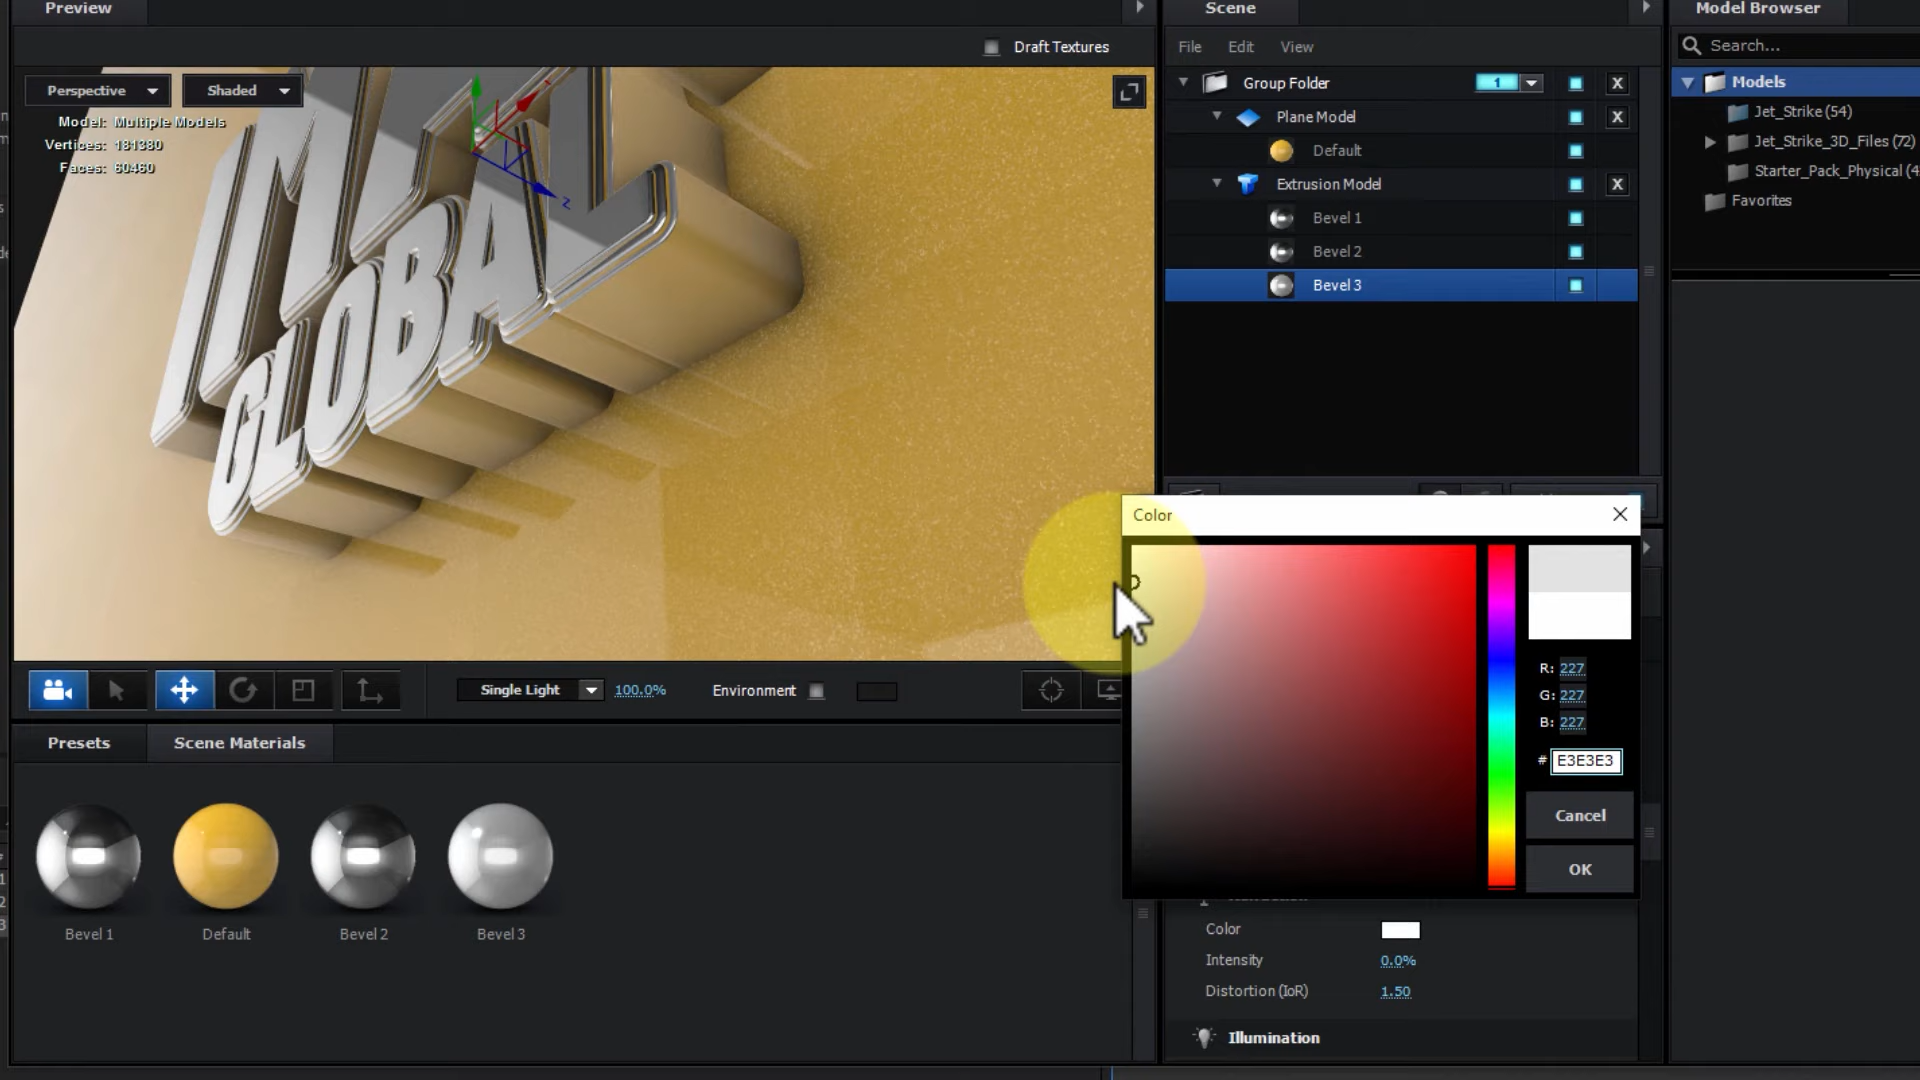 Preview
Scene
Model Browser
Draft Textures
File Edit View
Search...
Perspective
Shaded
Group Folder
1
X
Models
Model: Multiple Models
Plane Model
X
Jet_Strike (54)
Vertices: 181380
Default
Jet_Strike_3D_Files (72)
Faces: 60460
Extrusion Model
X
Starter_Pack_Physical (4
Bevel 1
Favorites
Bevel 2
Bevel 3
z
GLOBAL
Color
R: 227
G: 227
B: 227
# E3E3E3
Cancel
OK
Single Light
100.0%
Environment
Presets
Scene Materials
Bevel 1
Default
Bevel 2
Bevel 3
Color
Intensity
0.0%
Distortion (IoR)
1.50
Illumination